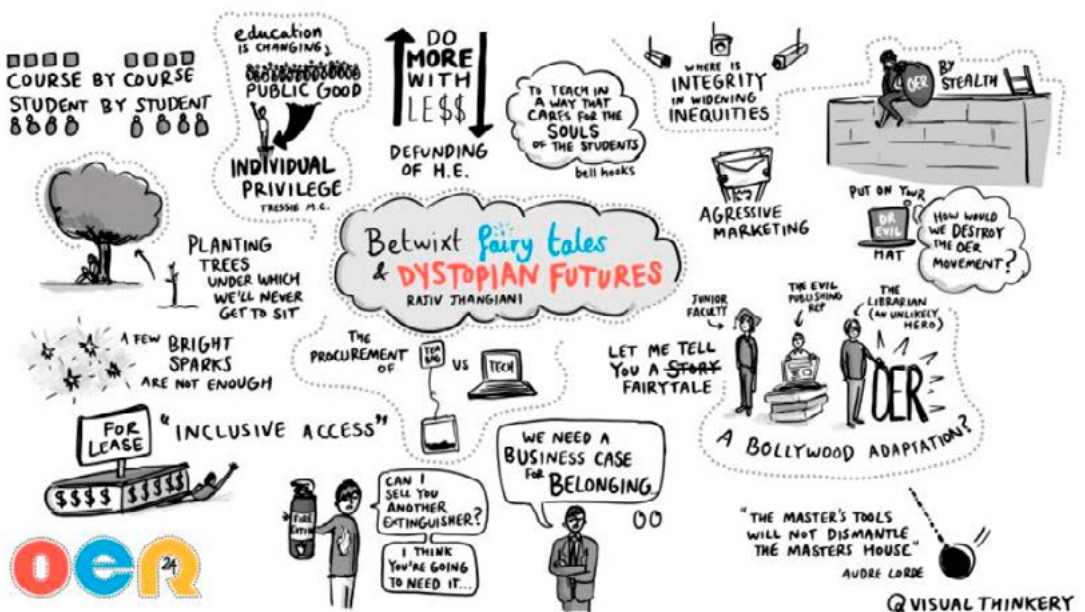 COURSE BY COURSE
STUDENT BY STUDENT
education
IS CHANGING
PUBLIC GOOD
INDIVIDUAL
PRIVILEGE
TRESSIE M.C.
DO
MORE
WITH
LE$$
DEFUNDING
OF H.E.
TO TEACH IN
A WAY THAT
CARES FOR THE
SOULS
OF THE STUDENTS
bell hooks
WHERE IS
INTEGRITY
IN WIDENING
INEQUITIES
AGRESSIVE
MARKETING
OER
BY
STEALTH
PUT ON YOUR
DR
EVIL
HAT
HOW WOULD
WE DESTROY
THE OER
MOVEMENT?
PLANTING
TREES
UNDER WHICH
WE'LL NEVER
GET TO SIT
Betwixt fairy tales
& DYSTOPIAN FUTURES
RAJIV JHANGIANI
A FEW BRIGHT
SPARKS
ARE NOT ENOUGH
THE
PROCUREMENT
OF
TEA
BAG
VS
TECH
JUNIOR
FACULTY
THE EVIL
PUBLISHING
REP
THE
LIBRARIAN
(AN UNLIKELY
HERO)
LET ME TELL
YOU A STORY
FAIRYTALE
OER
A BOLLYWOOD ADAPTATION?
FOR
LEASE
"INCLUSIVE ACCESS"
$$$$ $$$$$
FIRE
CAN I
SELL YOU
ANOTHER
EXTINGUISHER?
I THINK
YOU'RE GOING
TO NEED IT...
WE NEED A
BUSINESS CASE
FOR BELONGING...
"THE MASTER'S TOOLS
WILL NOT DISMANTLE
THE MASTERS HOUSE"
AUDRE LORDE
OER
24
@VISUAL THINKERY